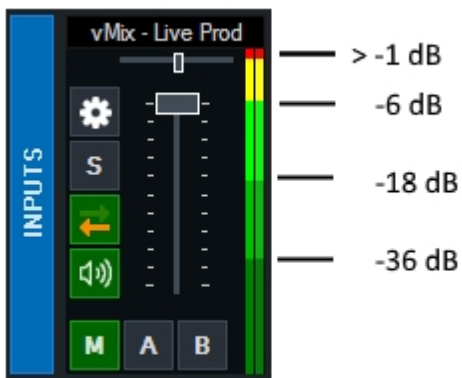 vMix - Live Prod
> -1 dB
-6 dB
S
-18 dB
INPUTS
-36 dB
M A B